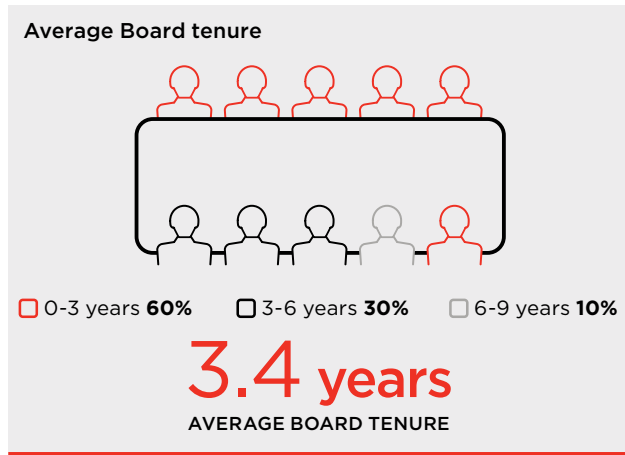 Average Board tenure
0-3 years 60% 3-6 years 30% 6-9 years 10%
3.4 years
AVERAGE BOARD TENURE